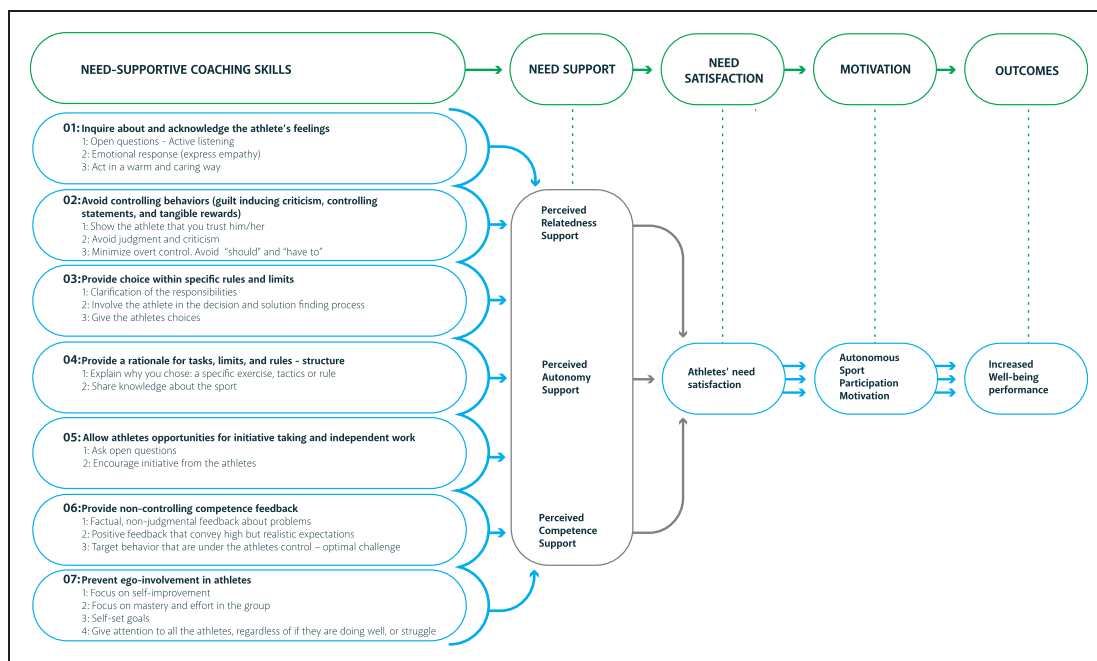 NEED-SUPPORTIVE COACHING SKILLS
NEED SUPPORT
NEED
SATISFACTION
MOTIVATION
OUTCOMES
01: Inquire about and acknowledge the athlete's feelings
1: Open questions - Active listening
2: Emotional response (express empathy)
3: Act in a warm and caring way
02: Avoid controlling behaviors (guilt inducing criticism, controlling
statements, and tangible rewards)
1: Show the athlete that you trust him/her
2: Avoid judgment and criticism
3: Minimize overt control. Avoid "should" and "have to"
03: Provide choice within specific rules and limits
1: Clarification of the responsibilities
2: Involve the athlete in the decision and solution finding process
3: Give the athletes choices
04: Provide a rationale for tasks, limits, and rules - structure
1: Explain why you chose: a specific exercise, tactics or rule
2: Share knowledge about the sport
05: Allow athletes opportunities for initiative taking and independent work
1: Ask open questions
2: Encourage initiative from the athletes
06: Provide non-controlling competence feedback
1: Factual, non-judgmental feedback about problems
2: Positive feedback that convey high but realistic expectations
3: Target behavior that are under the athletes control – optimal challenge
07: Prevent ego-involvement in athletes
1: Focus on self-improvement
2: Focus on mastery and effort in the group
3: Self-set goals
4: Give attention to all the athletes, regardless of if they are doing well, or struggle
Perceived
Relatedness
Support
Perceived
Autonomy
Support
Perceived
Competence
Support
Athletes' need
satisfaction
Autonomous
Sport
Participation
Motivation
Increased
Well-being
performance